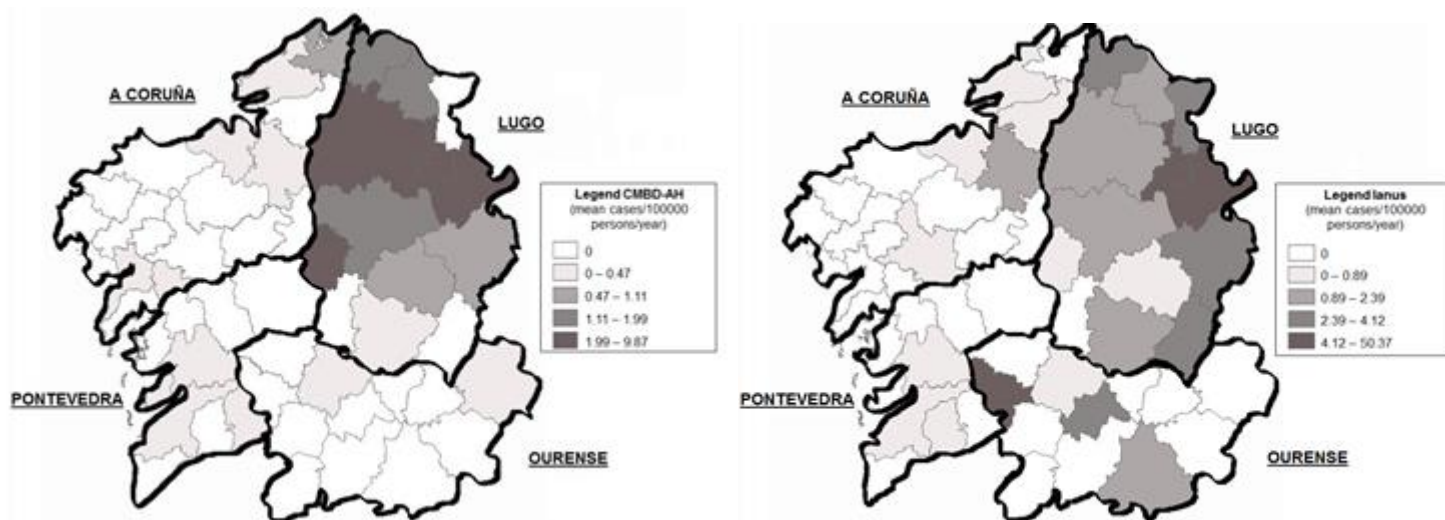 A CORUÑA
LUGO
PONTEVEDRA
OURENSE
Legend CMBD-AH
(mean cases/100000
persons/year)
0
0 – 0.47
0.47 – 1.11
1.11 – 1.99
1.99 – 9.87
A CORUÑA
LUGO
PONTEVEDRA
OURENSE
Legend Ianus
(mean cases/100000
persons/year)
0
0 – 0.89
0.89 – 2.39
2.39 – 4.12
4.12 – 50.37